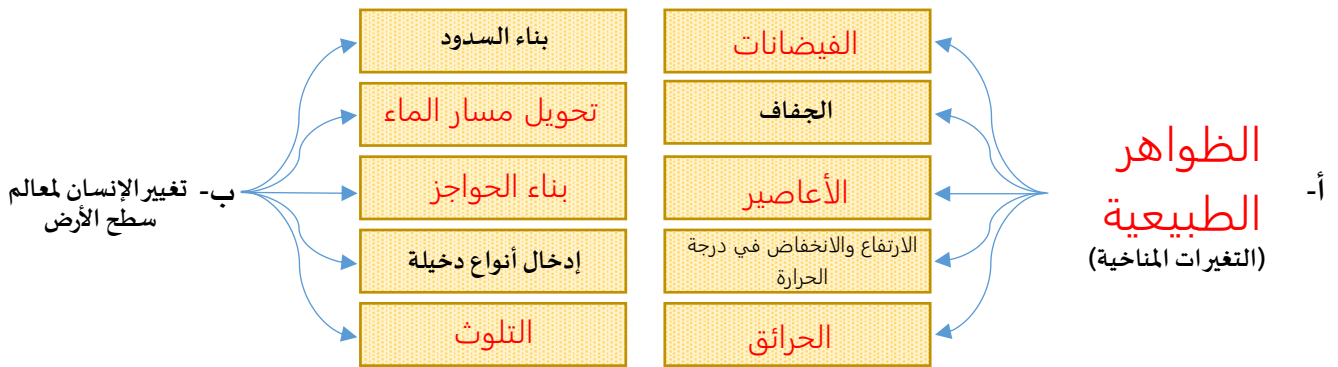 أ-
الظواهر
الطبيعية
(التغيرات المناخية)
الفيضانات
الجفاف
الأعاصير
الارتفاع والانخفاض في درجة
الحرارة
الحرائق
بناء السدود
تحويل مسار الماء
بناء الحواجز
إدخال أنواع دخيلة
التلوث
ب- تغيير الإنسان لمعالم
سطح الأرض